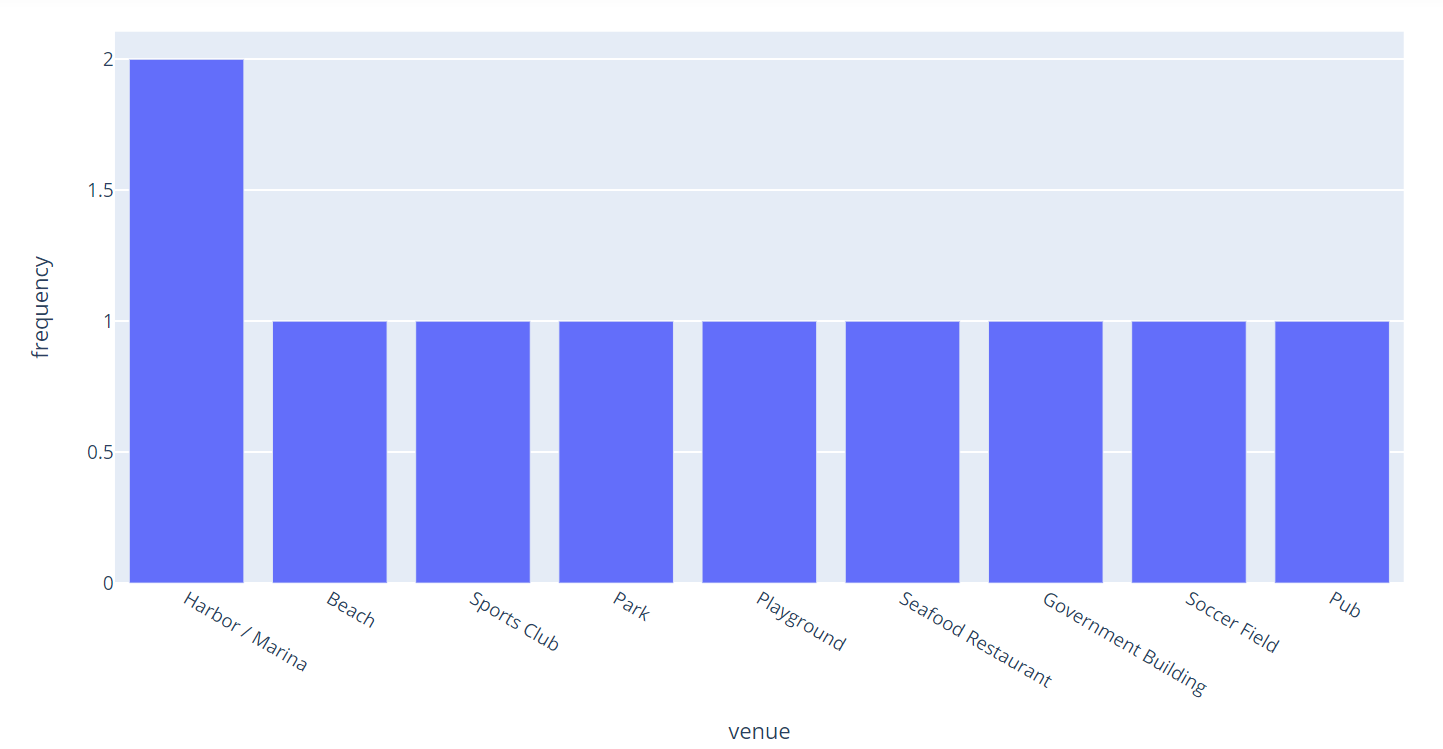 2
1.5
1
0.5
0
frequency
Harbor / Marina
Beach
Sports Club
Park
Playground
Seafood Restaurant
Government Building
Soccer Field
Pub
venue